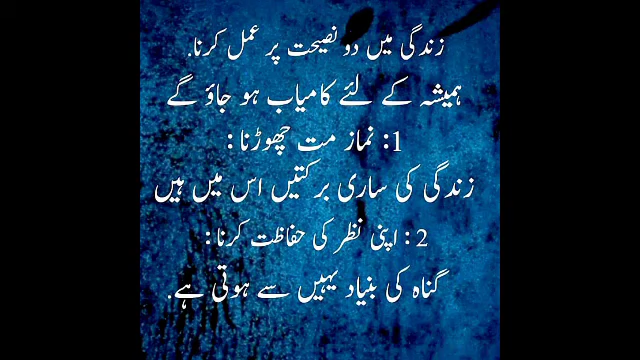 زندگی میں دو نصیحت پر عمل کرنا.
ہمیشہ کے لئے کامیاب ہو جاؤ گے
1: نماز مت چھوڑنا :
زندگی کی ساری برکتیں اس میں ہیں
2 : اپنی نظر کی حفاظت کرنا :
گناہ کی بنیاد یہیں سے ہوتی ہے.